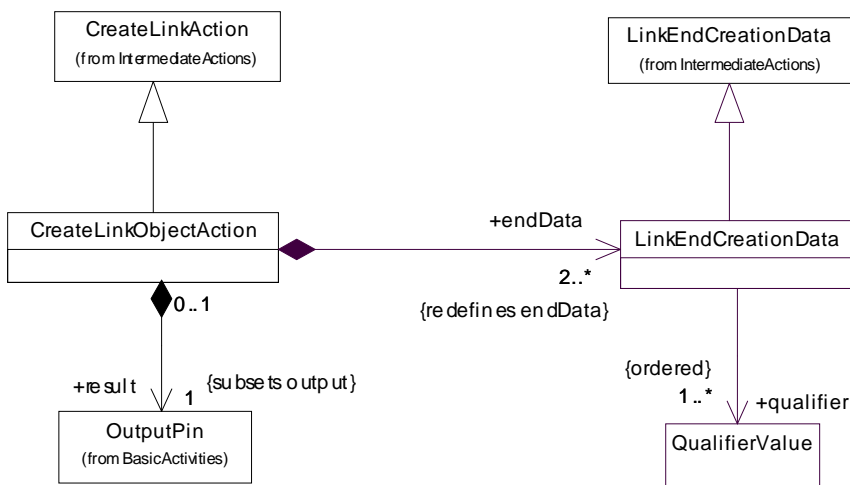 CreateLinkAction
(from IntermediateActions)
LinkEndCreationData
(from IntermediateActions)
CreateLinkObjectAction
+endData
LinkEndCreationData
2..*
{redefines endData}
0..1
+result
1
{subsets output}
{ordered}
1..*
+qualifier
OutputPin
(from BasicActivities)
QualifierValue